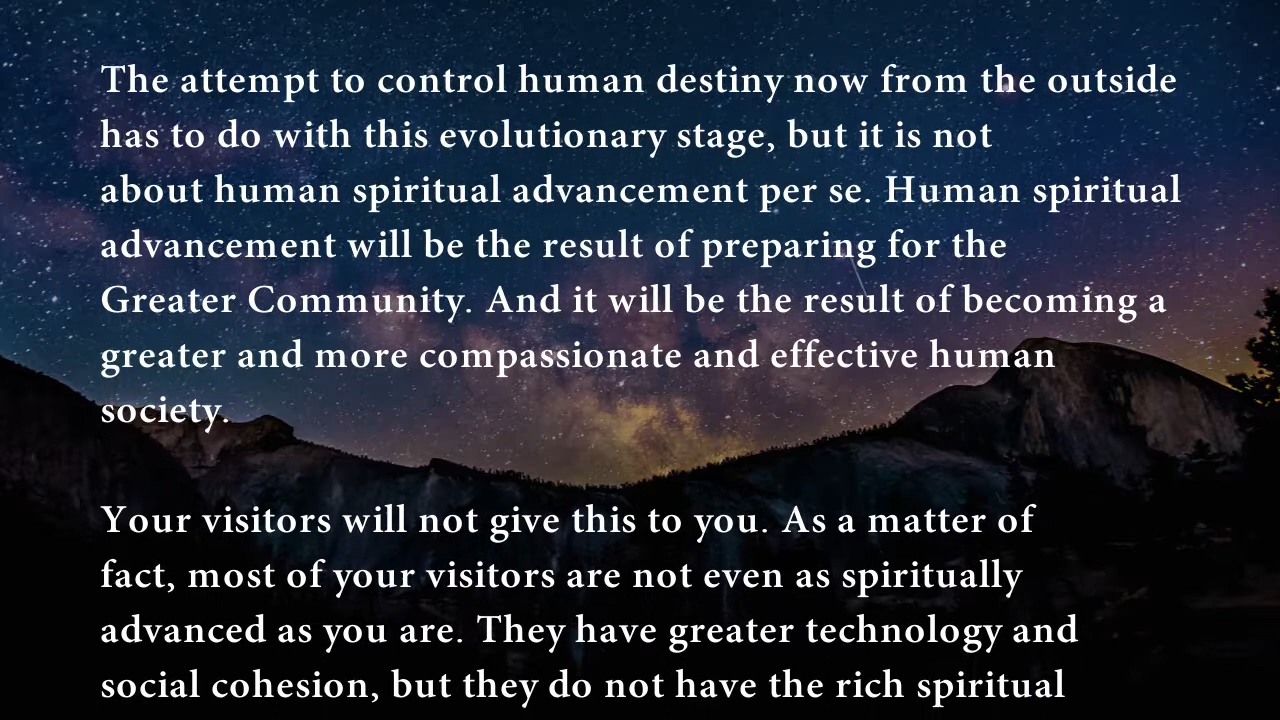 The attempt to control human destiny now from the outside
has to do with this evolutionary stage, but it is not
about human spiritual advancement per se. Human spiritual
advancement will be the result of preparing for the
Greater Community. And it will be the result of becoming a
greater and more compassionate and effective human
society.
Your visitors will not give this to you. As a matter of
fact, most of your visitors are not even as spiritually
advanced as you are. They have greater technology and
social cohesion, but they do not have the rich spiritual